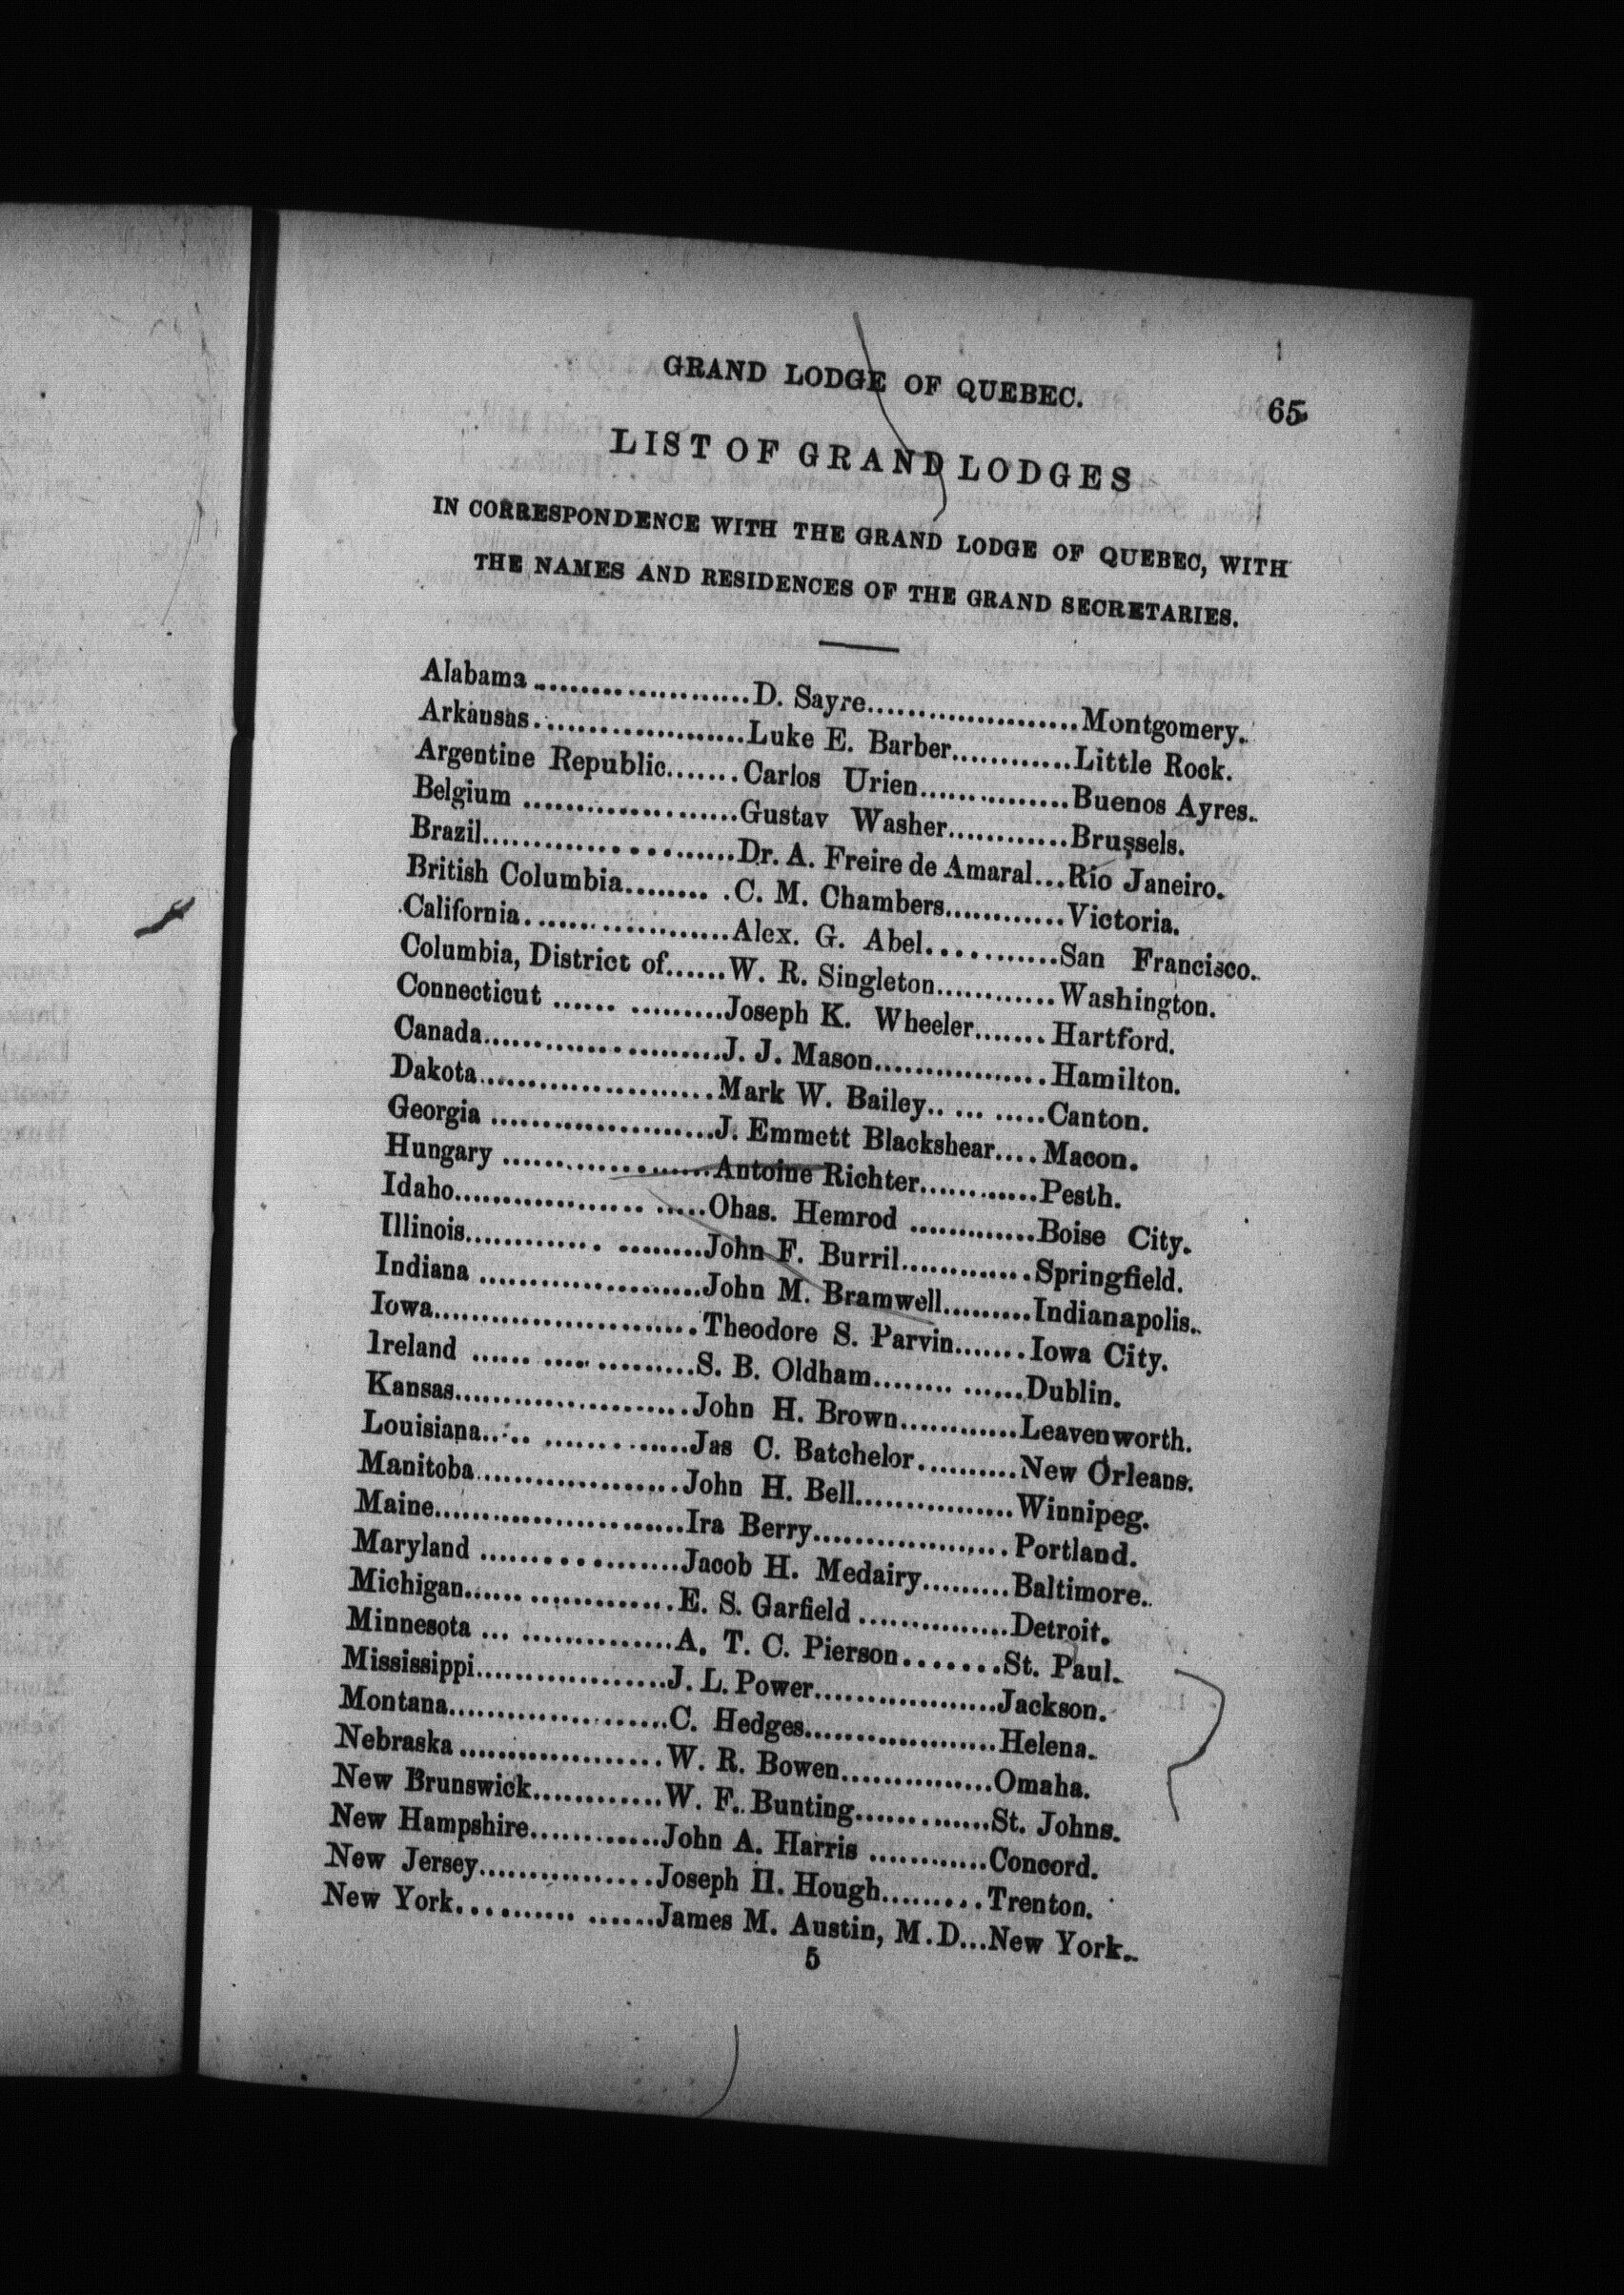 GRAND LODGE OF QUEBEC. 65
LIST OF GRAND LODGES
IN CORRESPONDENCE WITH THE GRAND LODGE OF QUEBEC, WITH
THE NAMES AND RESIDENCES OF THE GRAND SECRETARIES.
Alabama.....................D. Sayre.....................Montgomery.
Arkansas.....................Luke E. Barber............Little Rock.
Argentine Republic.......Carlos Urien...............Buenos Ayres.
Belgium.....................Gustav Washer............Brussels.
Brazil.........................Dr. A. Freire de Amaral...Rio Janeiro.
British Columbia.........C. M. Chambers............Victoria.
California.....................Alex. G. Abel............San Francisco.
Columbia, District of......W. R. Singleton............Washington.
Connecticut...............Joseph K. Wheeler.......Hartford.
Canada........................J. J. Mason.................Hamilton.
Dakota.......................Mark W. Bailey..........Canton.
Georgia......................J. Emmett Blackshear....Macon.
Hungary.....................Antoine Richter............Pesth.
Idaho........................Chas. Hemrod.............Boise City.
Illinois......................John F. Burril.............Springfield.
Indiana......................John M. Bramwell.........Indianapolis.
Iowa..........................Theodore S. Parvin.......Iowa City.
Ireland.....................S. B. Oldham..............Dublin.
Kansas.......................John H. Brown............Leavenworth.
Louisiana..................Jas C. Batchelor..........New Orleans.
Manitoba....................John H. Bell................Winnipeg.
Maine.........................Ira Berry...................Portland.
Maryland....................Jacob H. Medairy.........Baltimore.
Michigan....................E. S. Garfield...............Detroit.
Minnesota.................A. T. C. Pierson.......St. Paul.
Mississippi...................J. L. Power..................Jackson.
Montana......................C. Hedges...................Helena.
Nebraska....................W. R. Bowen...............Omaha.
New Brunswick............W. F. Bunting.............St. Johns.
New Hampshire............John A. Harris............Concord.
New Jersey................Joseph H. Hough.........Trenton.
New York..................James M. Austin, M.D...New York.
5